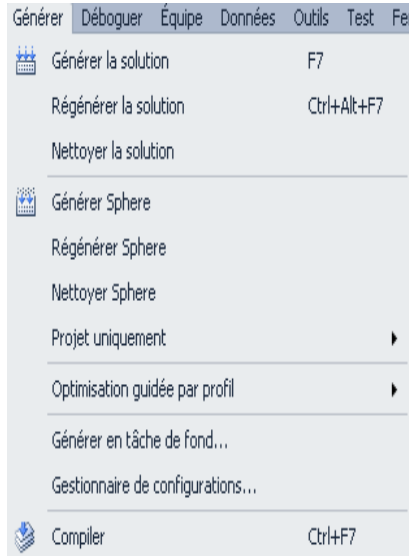 Générer Déboguer Équipe Données Outils Test Fe
Générer la solution F7
Régénérer la solution Ctrl+Alt+F7
Nettoyer la solution
Générer Sphere
Régénérer Sphere
Nettoyer Sphere
Projet uniquement
Optimisation guidée par profil
Générer en tâche de fond...
Gestionnaire de configurations...
Compiler Ctrl+F7